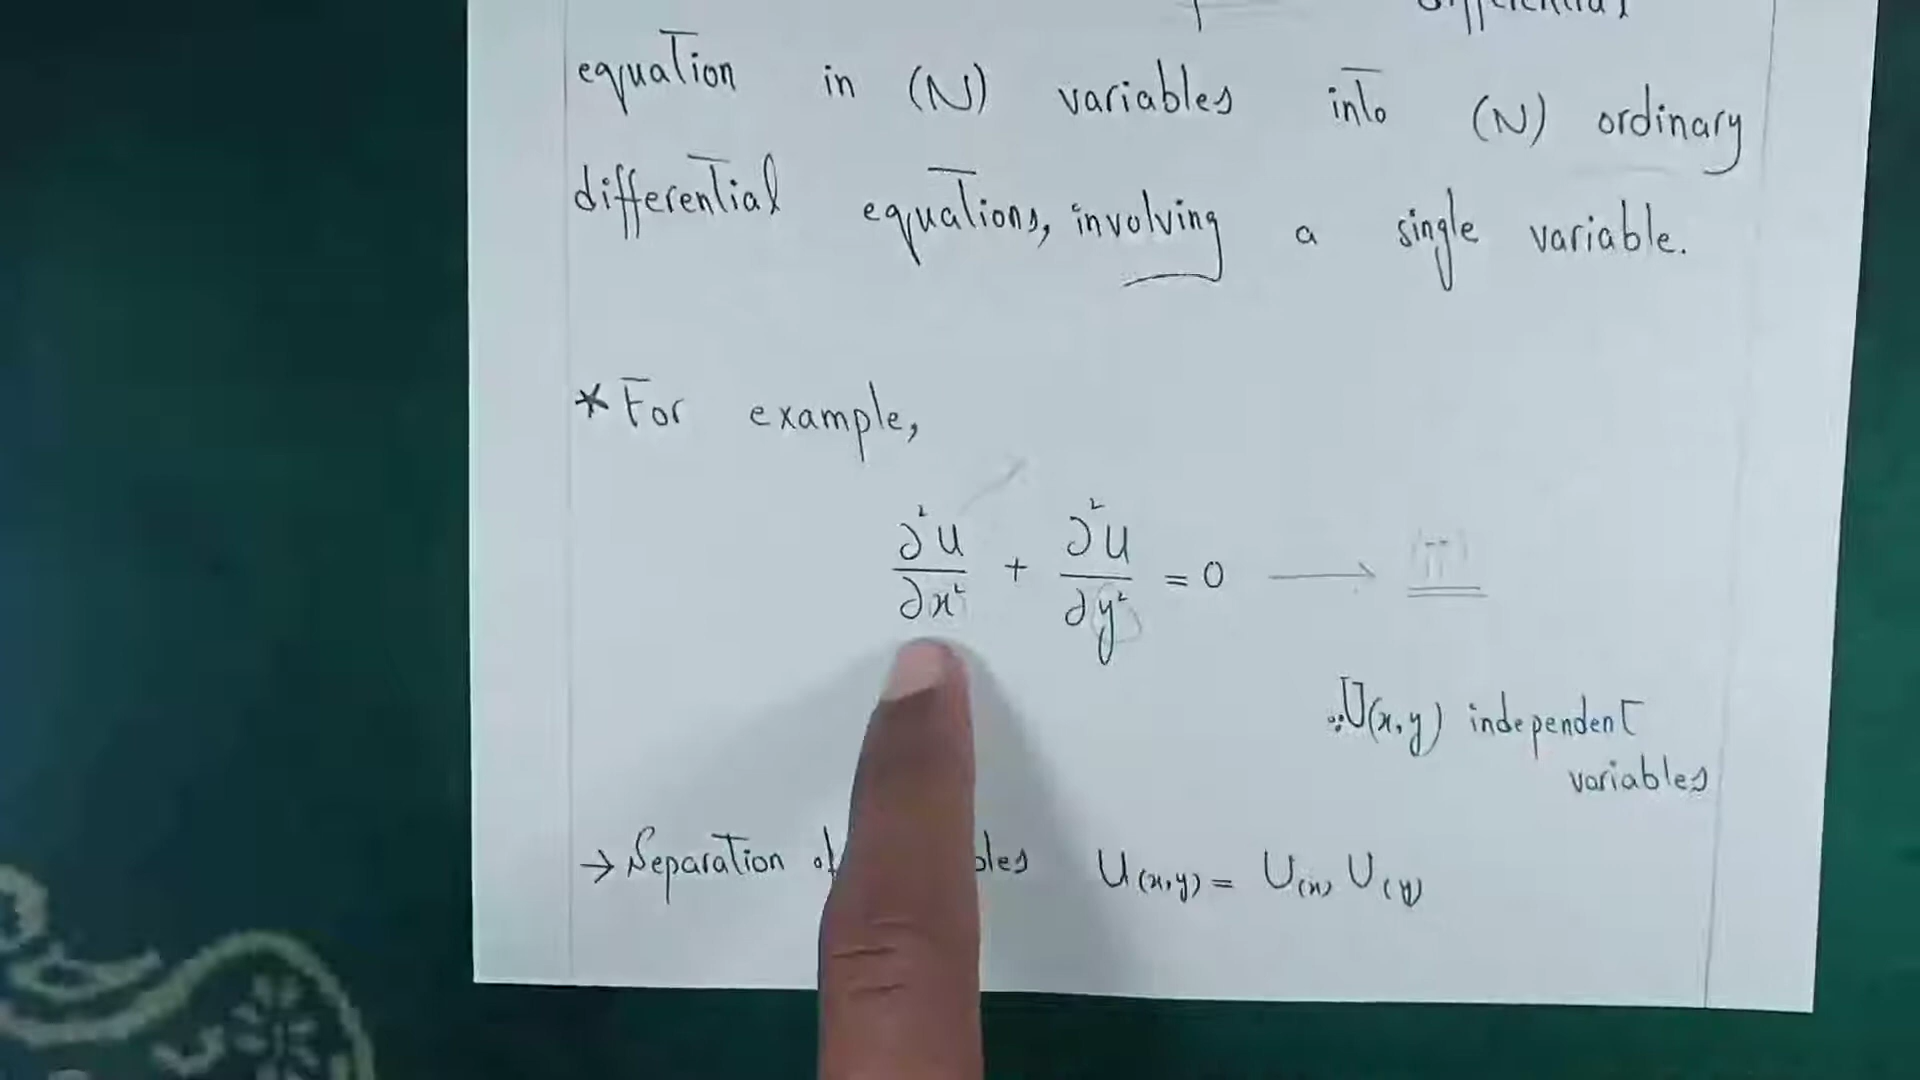 equation in (N) variables into (N) ordinary
differential equations, involving a single variable.
* For example,
∂²u/∂x² + ∂²u/∂y² = 0 →
∵ U(x,y) independent
variables
→ Separation of U(x,y) = U(x) U(y)